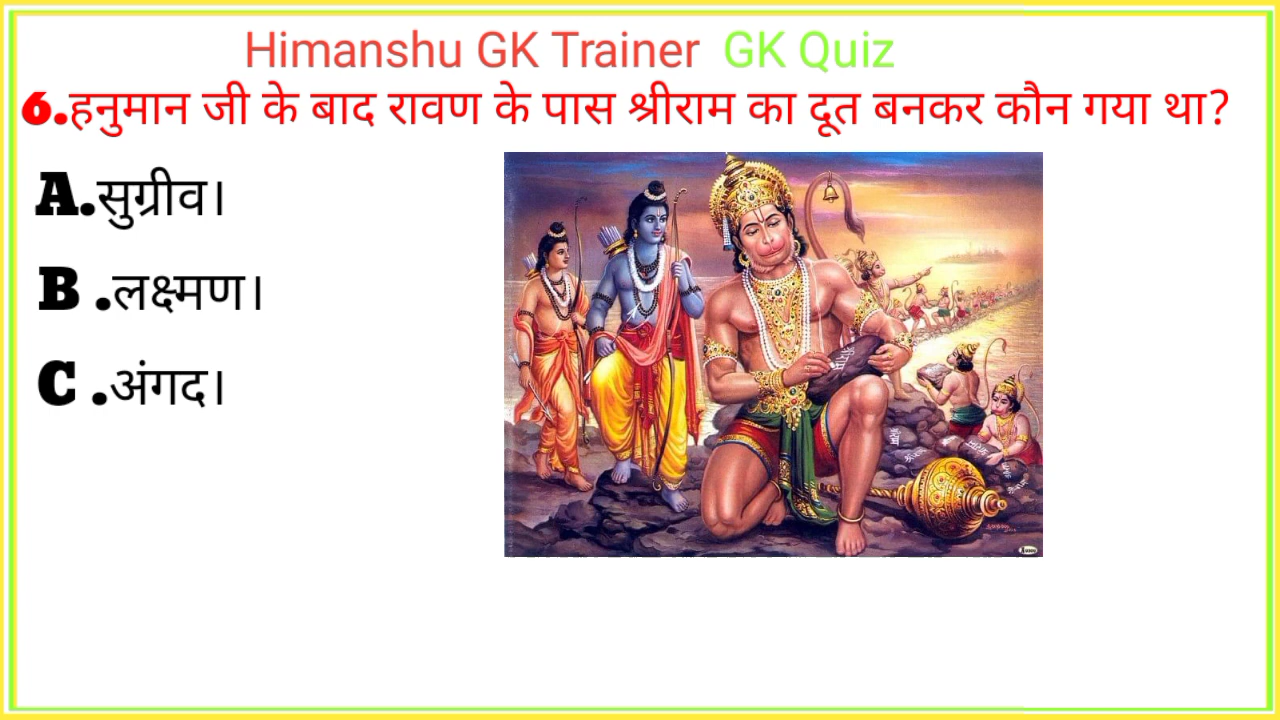 Himanshu GK Trainer GK Quiz
6.हनुमान जी के बाद रावण के पास श्रीराम का दूत बनकर कौन गया था?
A.सुग्रीव।
B .लक्ष्मण।
C .अंगद।